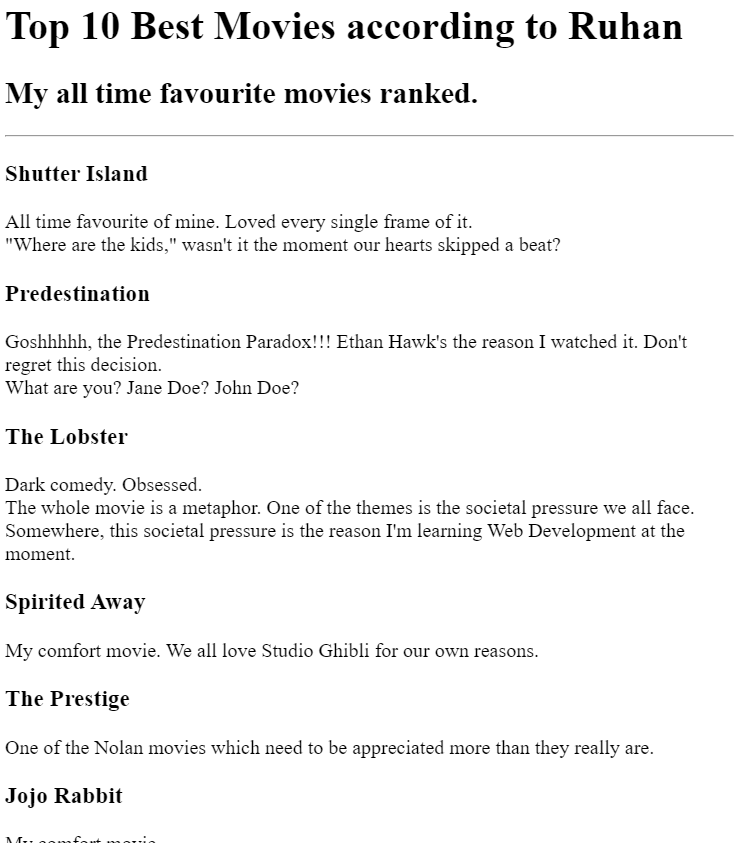 Top 10 Best Movies according to Ruhan
My all time favourite movies ranked.
Shutter Island
All time favourite of mine. Loved every single frame of it.
"Where are the kids," wasn't it the moment our hearts skipped a beat?
Predestination
Goshhhhh, the Predestination Paradox!!! Ethan Hawk's the reason I watched it. Don't
regret this decision.
What are you? Jane Doe? John Doe?
The Lobster
Dark comedy. Obsessed.
The whole movie is a metaphor. One of the themes is the societal pressure we all face.
Somewhere, this societal pressure is the reason I'm learning Web Development at the
moment.
Spirited Away
My comfort movie. We all love Studio Ghibli for our own reasons.
The Prestige
One of the Nolan movies which need to be appreciated more than they really are.
Jojo Rabbit
My comfort movie